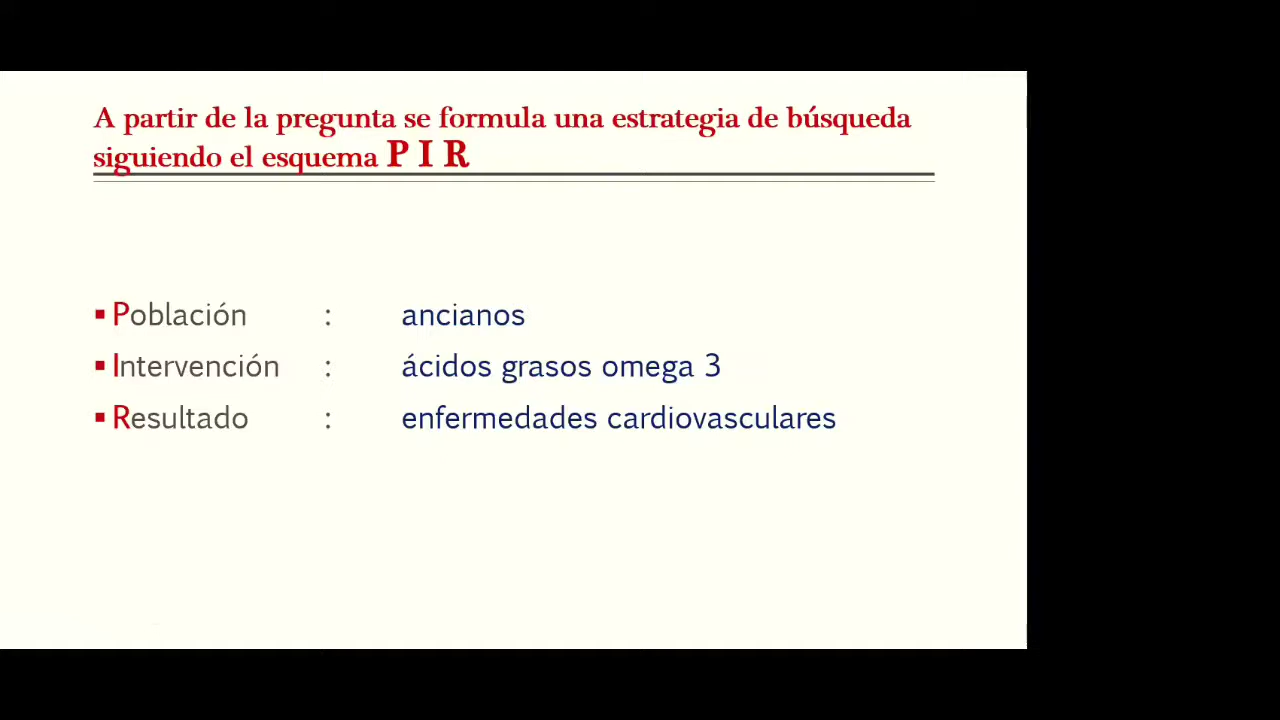 A partir de la pregunta se formula una estrategia de búsqueda
siguiendo el esquema P I R
▪ Población : ancianos
▪ Intervención : ácidos grasos omega 3
▪ Resultado : enfermedades cardiovasculares